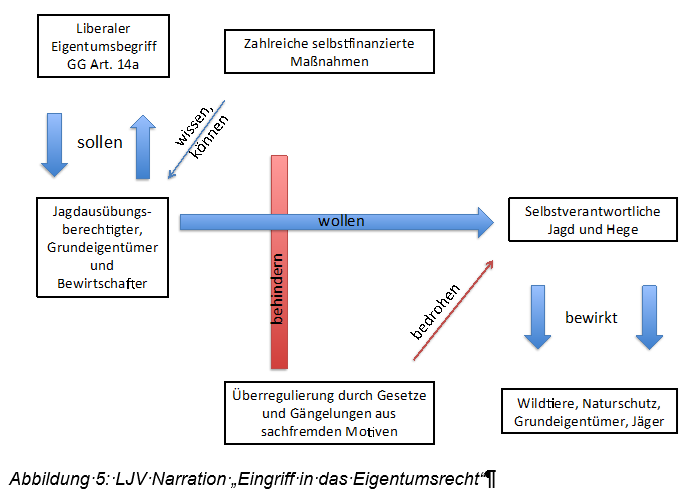 Liberaler
Eigentumsbegriff
GG Art. 14a
Zahlreiche selbstfinanzierte
Maßnahmen
sollen
wissen,
können
Jagdausübungs-
berechtigter,
Grundeigentümer
und
Bewirtschafter
wollen
Selbstverantwortliche
Jagd und Hege
behindern
bedrohen
bewirkt
Überregulierung durch Gesetze
und Gängelungen aus
sachfremden Motiven
Wildtiere, Naturschutz,
Grundeigentümer, Jäger
Abbildung·5:·LJV·Narration·„Eingriff·in·das·Eigentumsrecht“¶